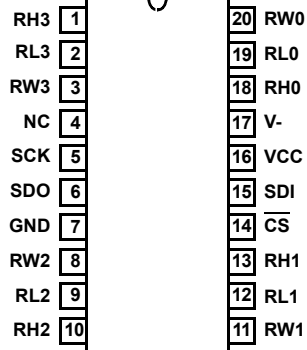 RH3 1 20 RW0
RL3 2 19 RL0
RW3 3 18 RH0
NC 4 17 V-
SCK 5 16 VCC
SDO 6 15 SDI
GND 7 14 C̅S̅
RW2 8 13 RH1
RL2 9 12 RL1
RH2 10 11 RW1